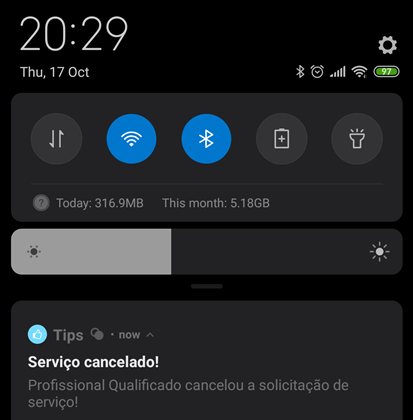 20:29
Thu, 17 Oct
97
Today: 316.9MB This month: 5.18GB
Tips · now
Serviço cancelado!
Profissional Qualificado cancelou a solicitação de
serviço!